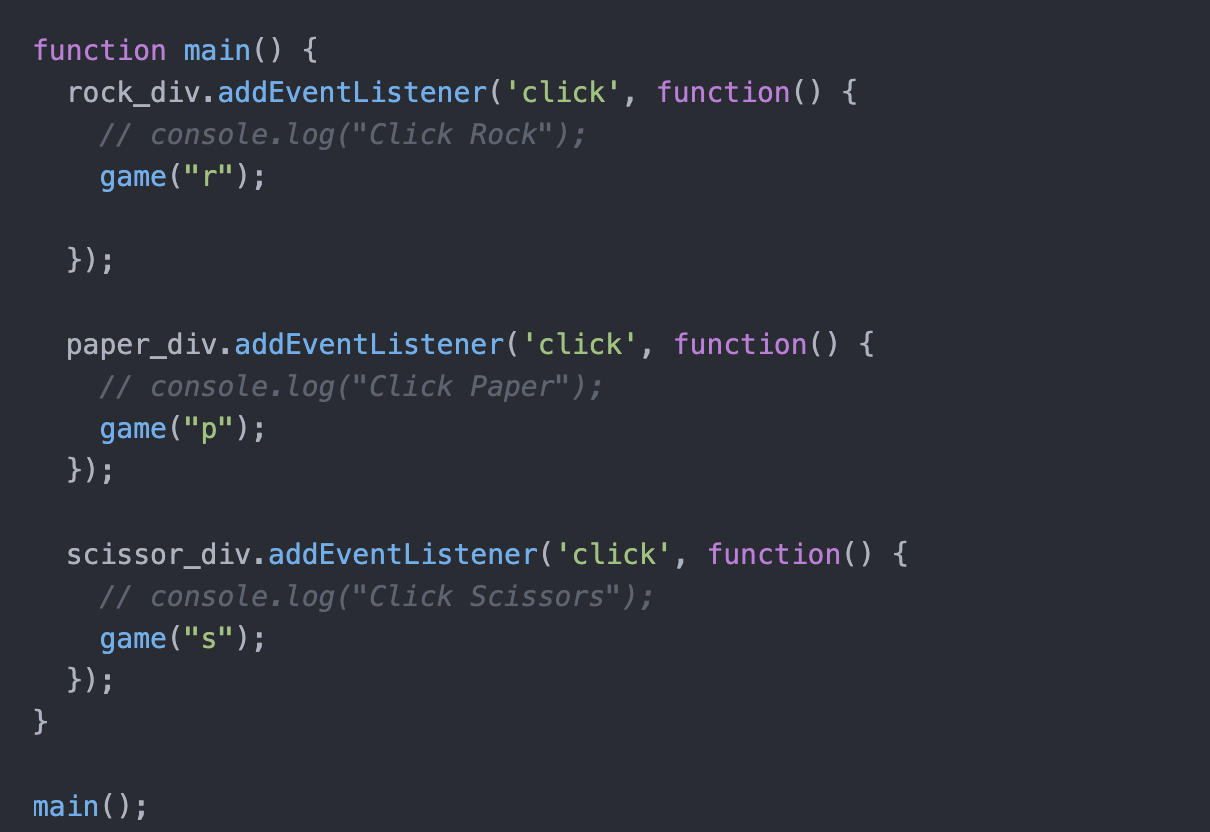 function main() {
  rock_div.addEventListener('click', function() {
    // console.log("Click Rock");
    game("r");

  });

  paper_div.addEventListener('click', function() {
    // console.log("Click Paper");
    game("p");
  });

  scissor_div.addEventListener('click', function() {
    // console.log("Click Scissors");
    game("s");
  });
}

main();